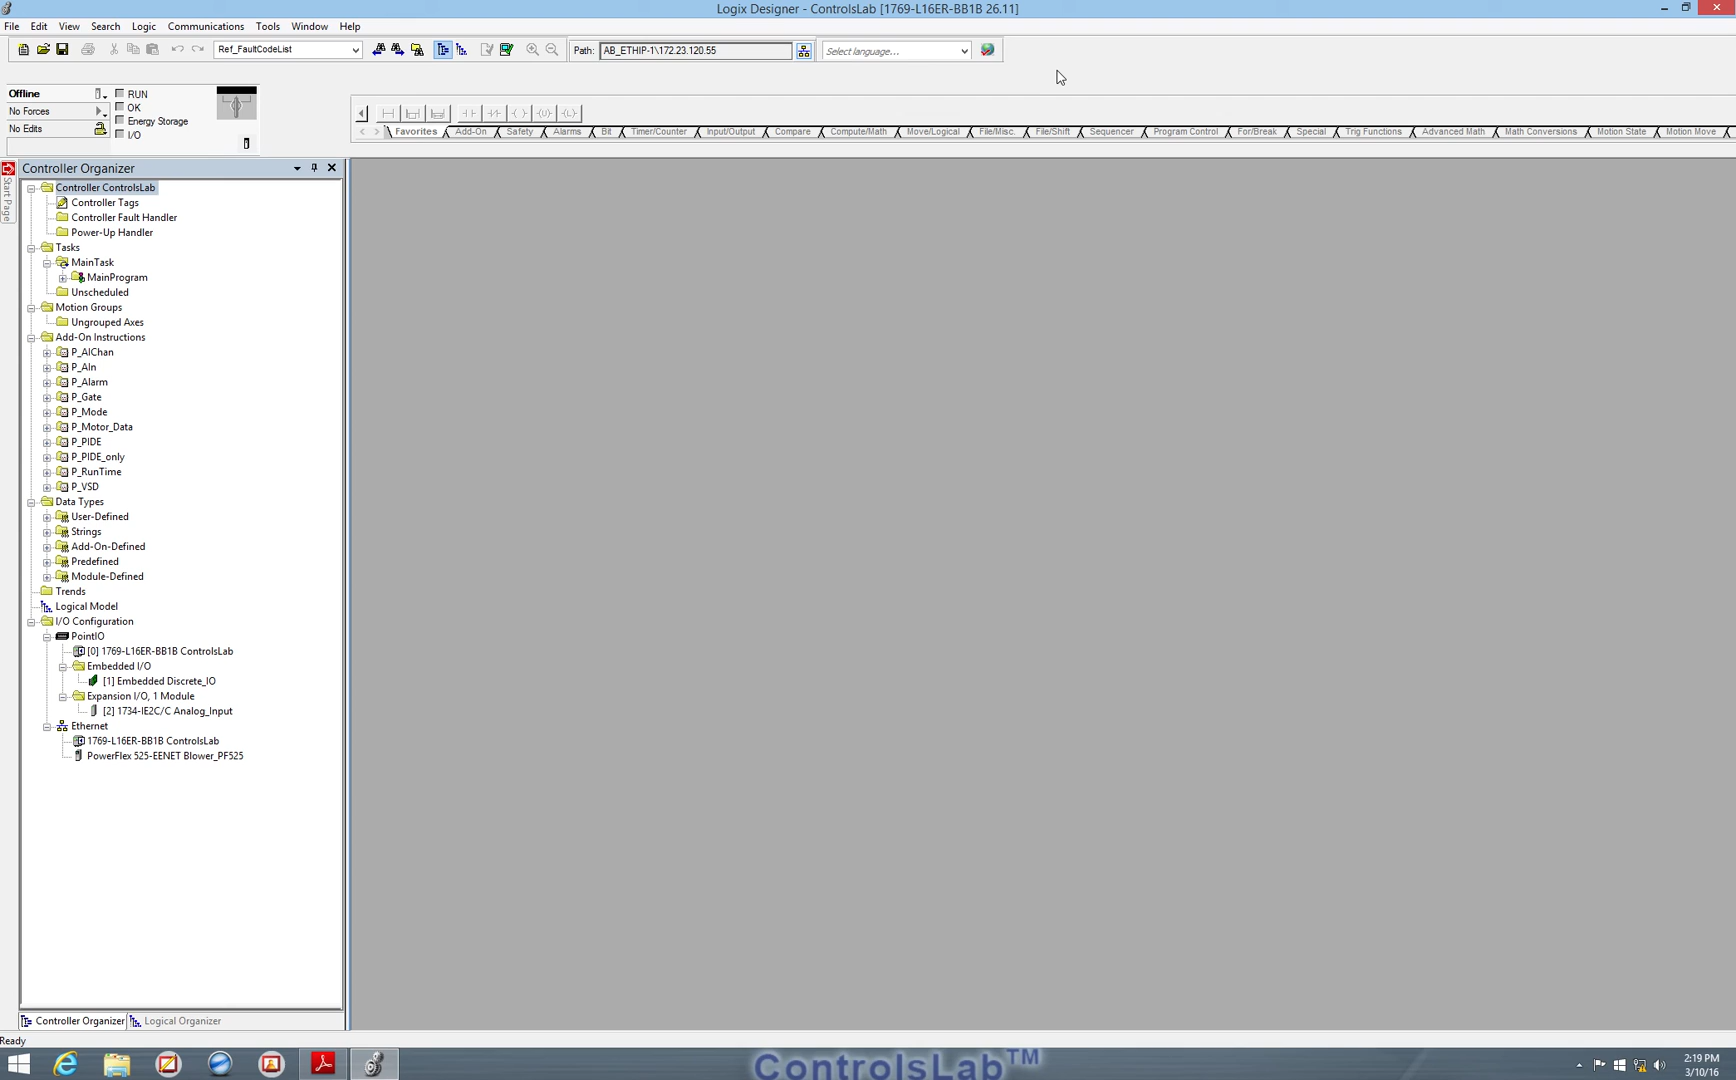 Logix Designer - ControlsLab [1769-L16ER-BB1B 26.11]
File Edit View Search Logic Communications Tools Window Help
Ref_FaultCodeList
Path: AB_ETHIP-1\172.23.120.55
Select language...
Offline
No Forces
No Edits
RUN
OK
Energy Storage
I/O
Favorites Add-On Safety Alarms Bit Timer/Counter Input/Output Compare Compute/Math Move/Logical File/Misc. File/Shift Sequencer Program Control For/Break Special Trig Functions Advanced Math Math Conversions Motion State Motion Move
Start Page
Controller Organizer
Controller ControlsLab
Controller Tags
Controller Fault Handler
Power-Up Handler
Tasks
MainTask
MainProgram
Unscheduled
Motion Groups
Ungrouped Axes
Add-On Instructions
P_AIChan
P_AIn
P_Alarm
P_Gate
P_Mode
P_Motor_Data
P_PIDE
P_PIDE_only
P_RunTime
P_VSD
Data Types
User-Defined
Strings
Add-On-Defined
Predefined
Module-Defined
Trends
Logical Model
I/O Configuration
PointIO
[0] 1769-L16ER-BB1B ControlsLab
Embedded I/O
[1] Embedded Discrete_IO
Expansion I/O, 1 Module
[2] 1734-IE2C/C Analog_Input
Ethernet
1769-L16ER-BB1B ControlsLab
PowerFlex 525-EENET Blower_PF525
Controller Organizer Logical Organizer
Ready
ControlsLab™
2:19 PM
3/10/16